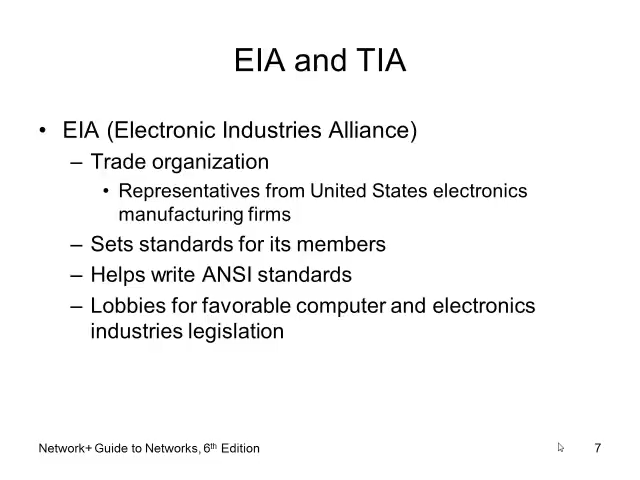 EIA and TIA
• EIA (Electronic Industries Alliance)
– Trade organization
• Representatives from United States electronics
manufacturing firms
– Sets standards for its members
– Helps write ANSI standards
– Lobbies for favorable computer and electronics
industries legislation
Network+ Guide to Networks, 6th Edition 7